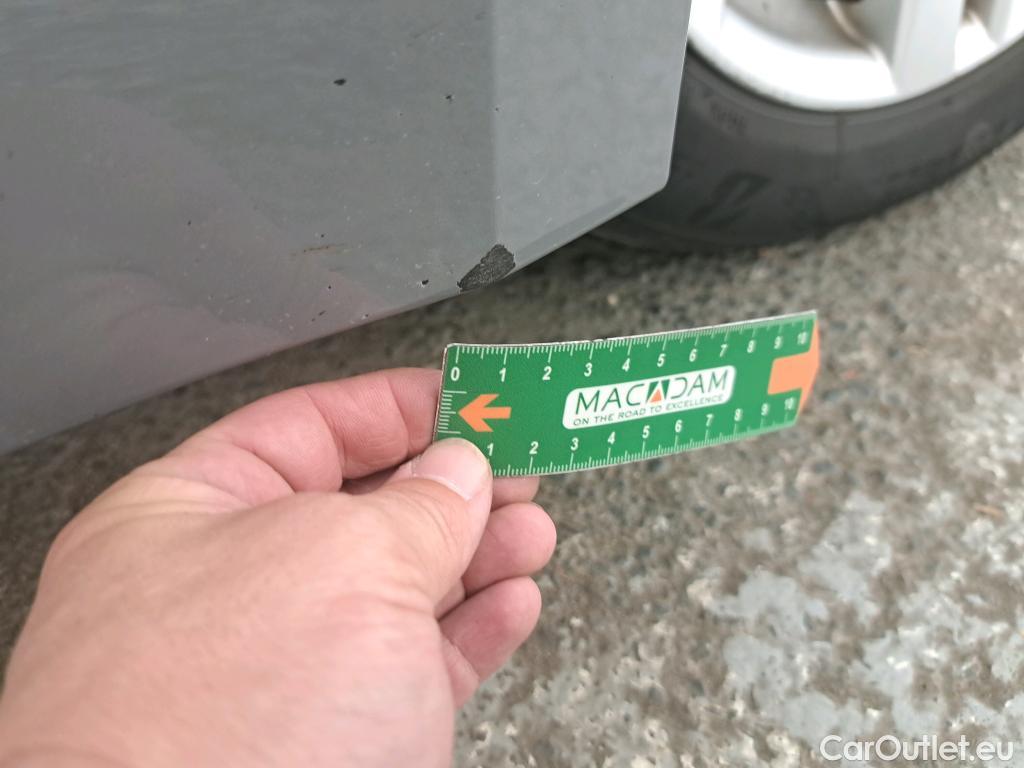 0 1 2 3 4 5 6 7 8 9 10
MACADAM
ON THE ROAD TO EXCELLENCE
1 2 3 4 5 6 7 8 9 10
CarOutlet.eu